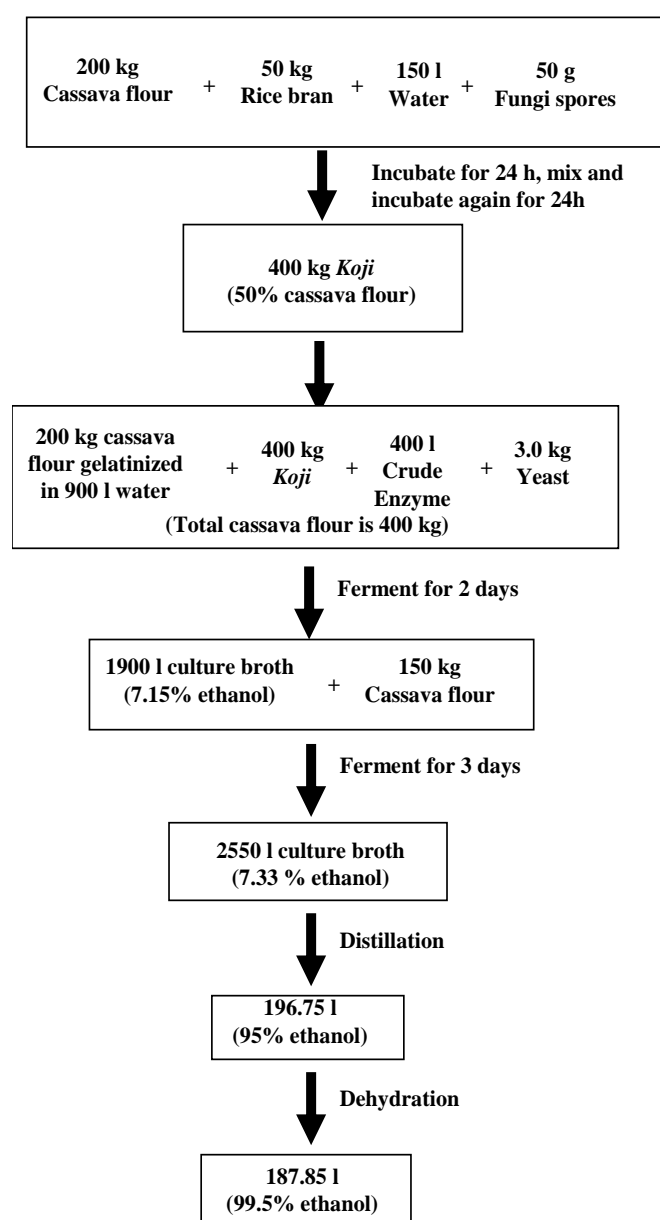 200 kg + 50 kg + 150 l + 50 g
Cassava flour Rice bran Water Fungi spores
Incubate for 24 h, mix and
incubate again for 24h
400 kg Koji
(50% cassava flour)
200 kg cassava
flour gelatinized
in 900 l water
+
400 kg
Koji
+
400 l
Crude
Enzyme
+
3.0 kg
Yeast
(Total cassava flour is 400 kg)
Ferment for 2 days
1900 l culture broth
(7.15% ethanol)
+
150 kg
Cassava flour
Ferment for 3 days
2550 l culture broth
(7.33 % ethanol)
Distillation
196.75 l
(95% ethanol)
Dehydration
187.85 l
(99.5% ethanol)